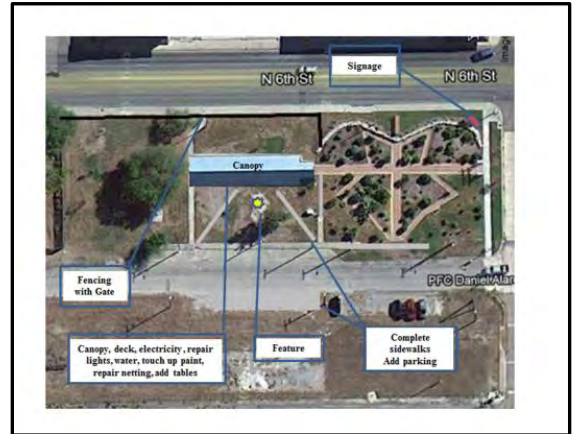 Signage
N 6th St
N 6th St
Canopy
PFC Daniel Alar
Fencing
with Gate
Canopy, deck, electricity, repair
lights, water, touch up paint,
repair netting, add tables
Feature
Complete
sidewalks
Add parking